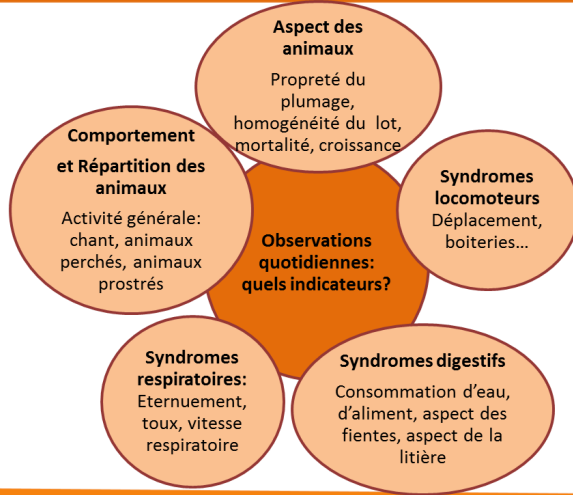 Aspect des
animaux
Propreté du
plumage,
homogénéité du lot,
mortalité, croissance
Comportement
et Répartition des
animaux
Activité générale:
chant, animaux
perchés, animaux
prostrés
Syndromes
locomoteurs
Déplacement,
boiteries...
Observations
quotidiennes:
quels indicateurs?
Syndromes
respiratoires:
Eternuement,
toux, vitesse
respiratoire
Syndromes digestifs
Consommation d'eau,
d'aliment, aspect des
fientes, aspect de la
litière